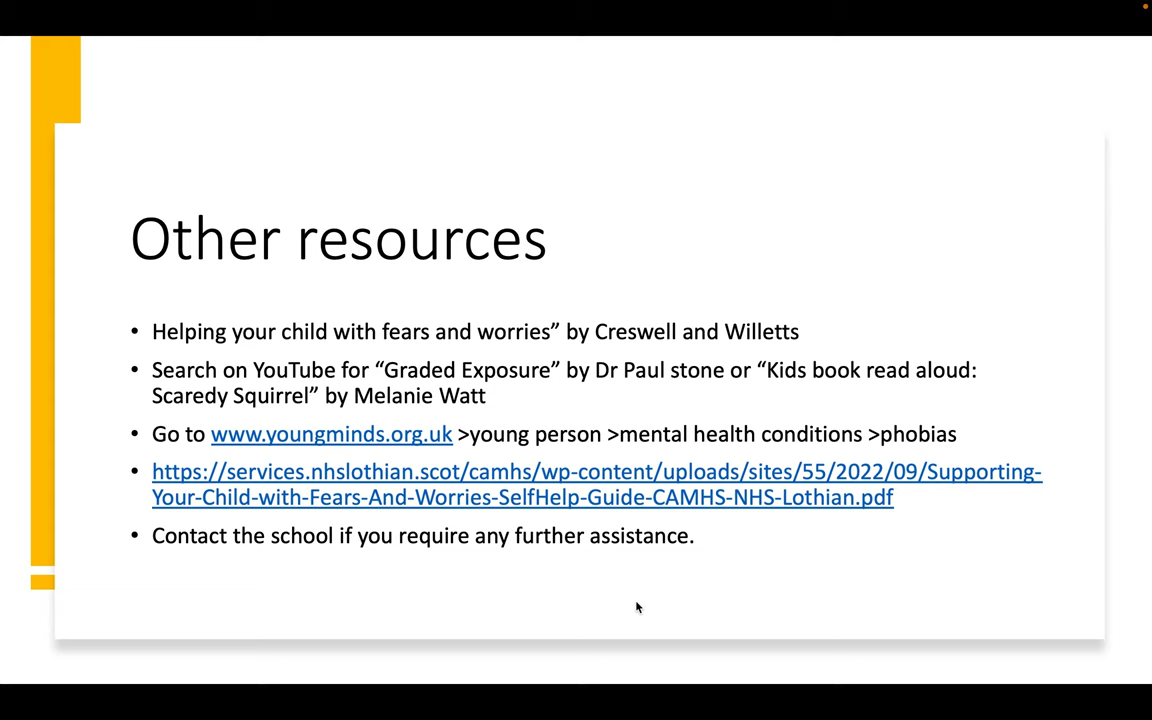 Other resources
• Helping your child with fears and worries” by Creswell and Willetts
• Search on YouTube for “Graded Exposure” by Dr Paul stone or “Kids book read aloud:
Scaredy Squirrel” by Melanie Watt
• Go to www.youngminds.org.uk >young person >mental health conditions >phobias
• https://services.nhslothian.scot/camhs/wp-content/uploads/sites/55/2022/09/Supporting-
Your-Child-with-Fears-And-Worries-SelfHelp-Guide-CAMHS-NHS-Lothian.pdf
• Contact the school if you require any further assistance.